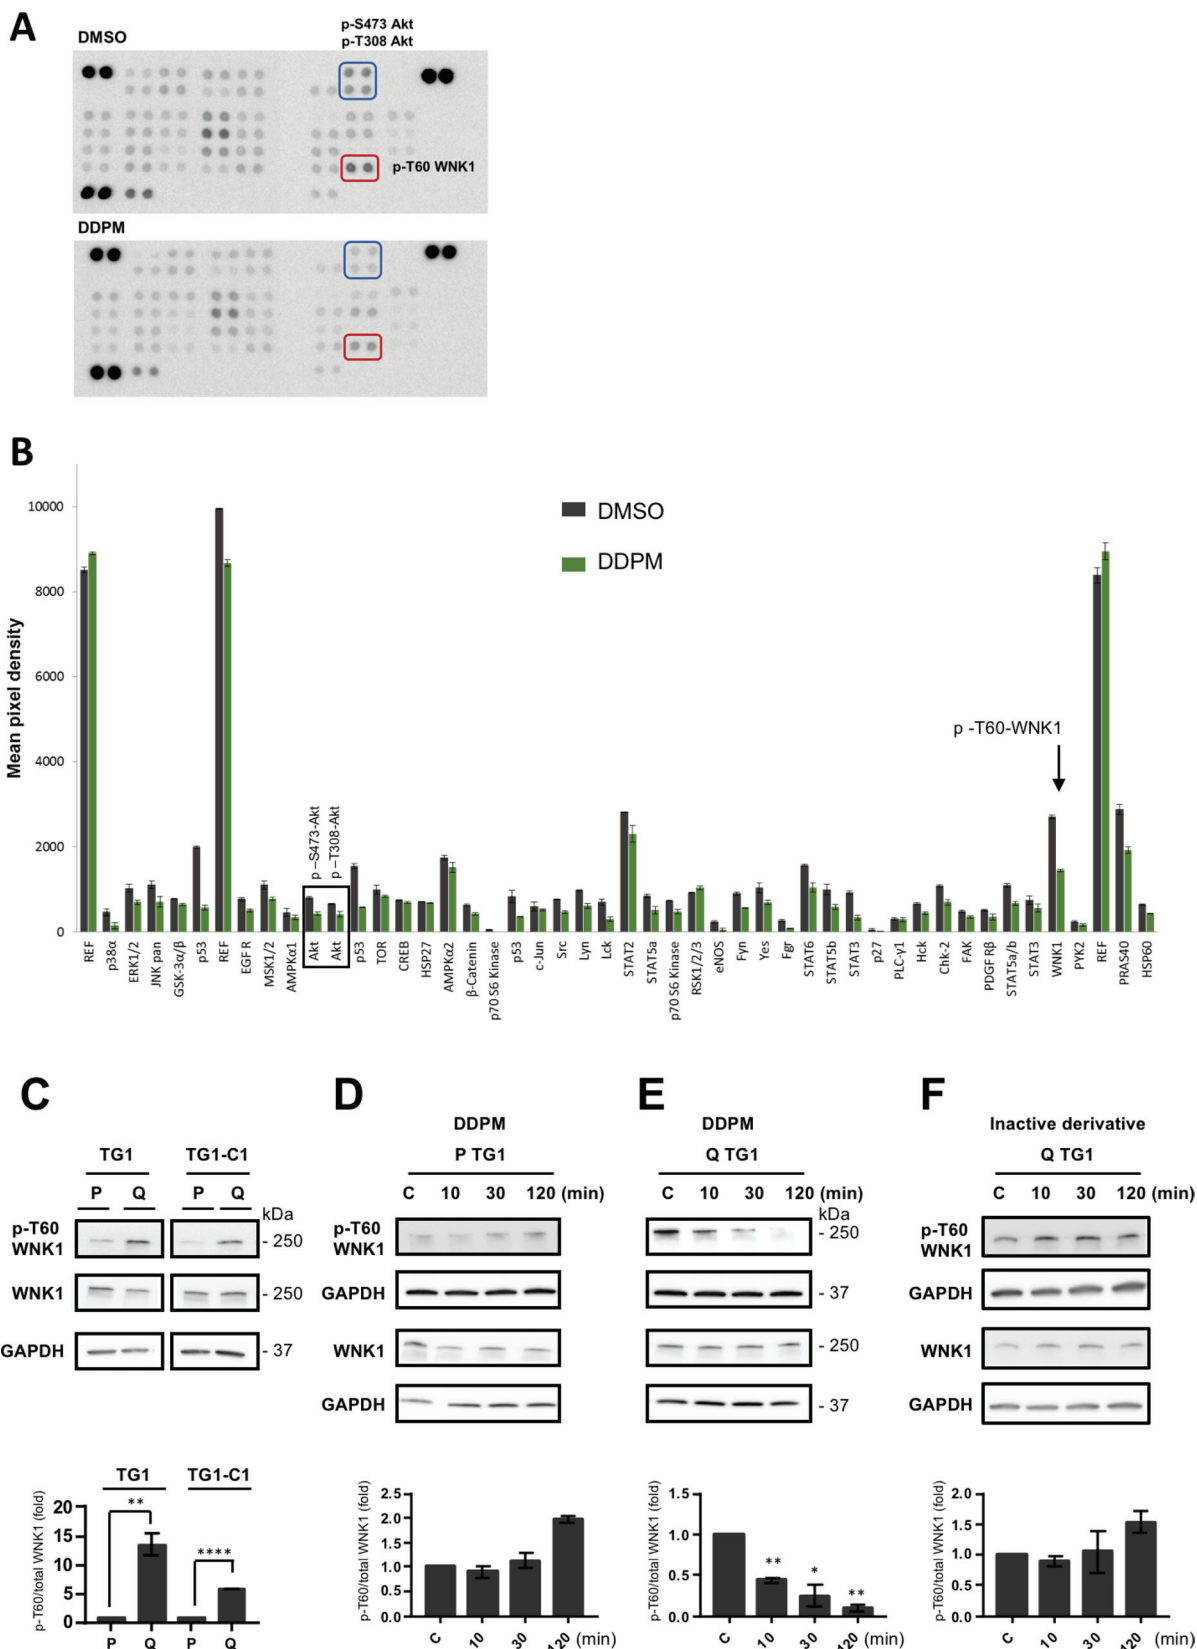 A
DMSO
p-S473 Akt
p-T308 Akt
p-T60 WNK1
DDPM
B
Mean pixel density
10000
8000
6000
4000
2000
0
DMSO
DDPM
p -T60-WNK1
p –S473-Akt
p –T308-Akt
REF
p38α
ERK1/2
JNK pan
GSK-3α/β
p53
REF
EGF R
MSK1/2
AMPKα1
Akt
Akt
p53
TOR
CREB
HSP27
AMPKα2
β-Catenin
p70 S6 Kinase
p53
c-Jun
Src
Lyn
Lck
STAT2
STAT5a
p70 S6 Kinase
RSK1/2/3
eNOS
Fyn
Yes
Fgr
STAT6
STAT5b
STAT3
p27
PLC-γ1
Hck
Chk-2
FAK
PDGF Rβ
STAT5a/b
STAT3
WNK1
PYK2
REF
PRAS40
HSP60
C
TG1 TG1-C1
P Q P Q
kDa
p-T60
WNK1
- 250
WNK1
- 250
GAPDH
- 37
TG1 TG1-C1
p-T60/total WNK1 (fold)
20
15
10
5
0
**
****
P Q P Q
D
DDPM
P TG1
C 10 30 120 (min)
p-T60
WNK1
GAPDH
WNK1
GAPDH
p-T60/total WNK1 (fold)
2.5
2.0
1.5
1.0
0.5
0.0
C 10 30 120 (min)
E
DDPM
Q TG1
C 10 30 120 (min)
kDa
- 250
- 37
- 250
- 37
p-T60/total WNK1 (fold)
1.5
1.0
0.5
0.0
**
*
**
C 10 30 120 (min)
F
Inactive derivative
Q TG1
C 10 30 120 (min)
p-T60
WNK1
GAPDH
WNK1
GAPDH
p-T60/total WNK1 (fold)
2.0
1.5
1.0
0.5
0.0
C 10 30 120 (min)